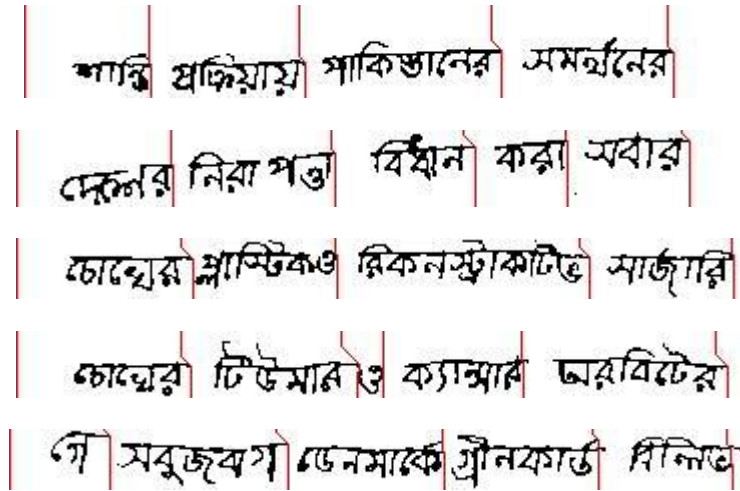 শান্তি প্রক্রিয়ায় পাকিস্তানের সমর্থনের
দেশের নিরাপত্তা বিধান করা সবার
চোখের প্লাস্টিকও রিকনস্ট্রাকটিভ সার্জারি
চোখের টিউমার ও ক্যান্সার অরবিটের
গে সবুজবাগ ডেনমার্কে গ্রীনকার্ড বিলিভ